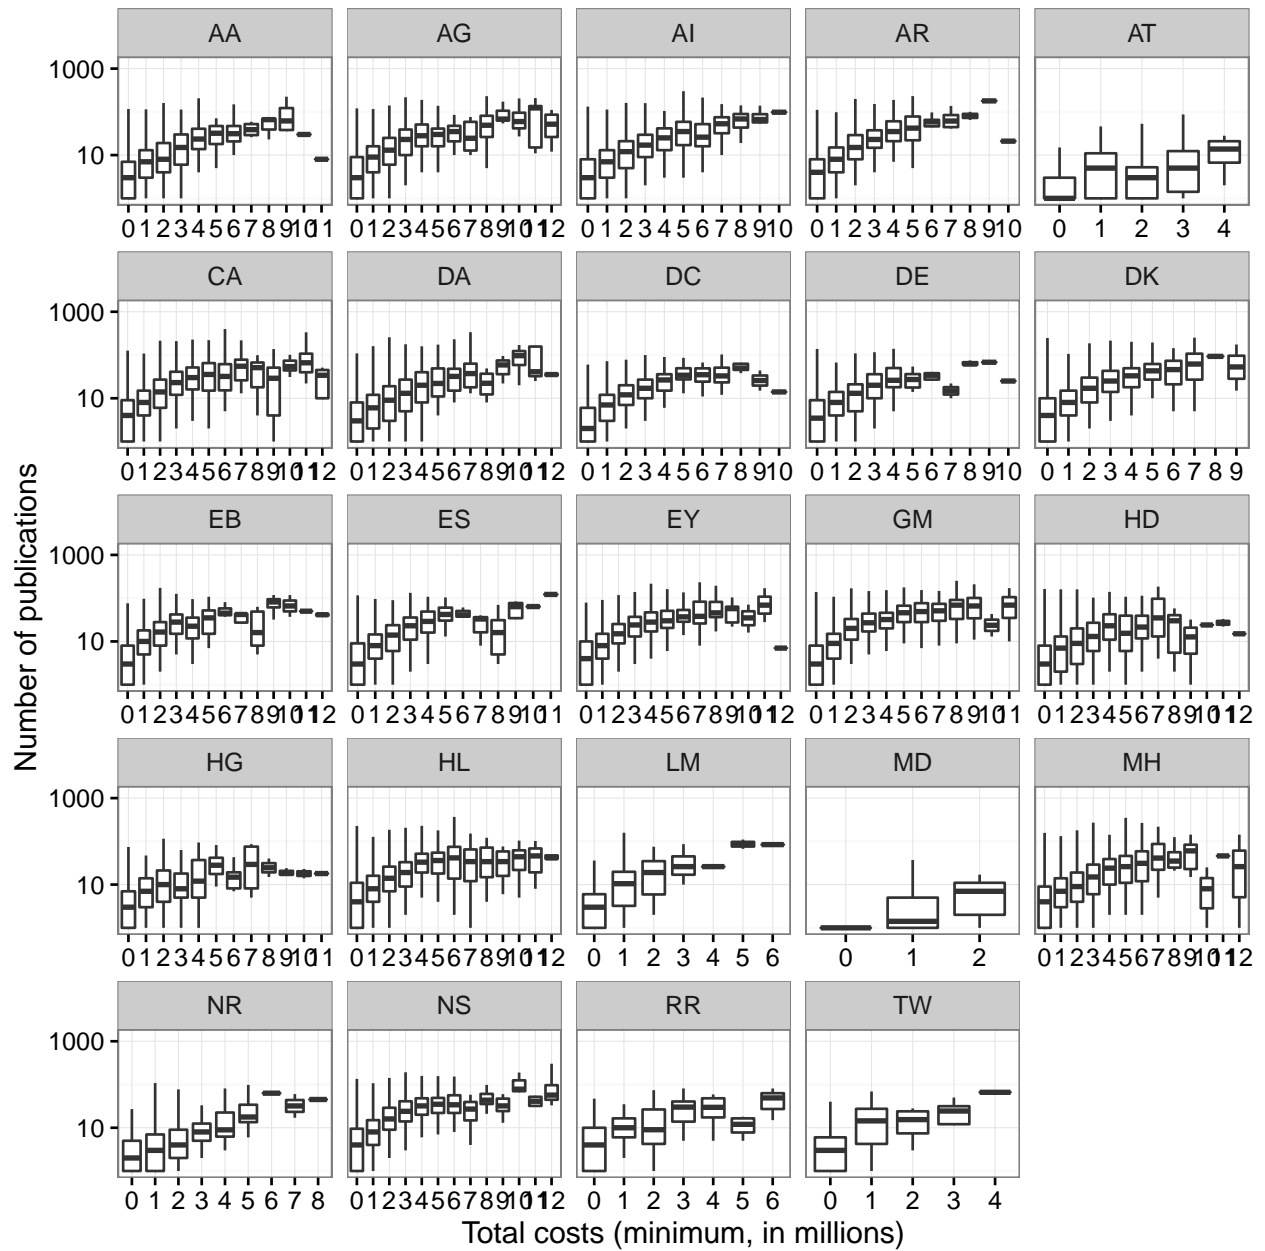 AA AG AI AR AT
1000
10
0 1 2 3 4 5 6 7 8 9 10 11 0 1 2 3 4 5 6 7 8 9 10 11 12 0 1 2 3 4 5 6 7 8 9 10 0 1 2 3 4 5 6 7 8 9 10 0 1 2 3 4
CA DA DC DE DK
1000
10
0 1 2 3 4 5 6 7 8 9 10 11 12 0 1 2 3 4 5 6 7 8 9 10 11 12 0 1 2 3 4 5 6 7 8 9 10 0 1 2 3 4 5 6 7 8 9 10 0 1 2 3 4 5 6 7 8 9
Number of publications
EB ES EY GM HD
1000
10
0 1 2 3 4 5 6 7 8 9 10 11 12 0 1 2 3 4 5 6 7 8 9 10 11 0 1 2 3 4 5 6 7 8 9 10 11 12 0 1 2 3 4 5 6 7 8 9 10 11 0 1 2 3 4 5 6 7 8 9 10 11 12
HG HL LM MD MH
1000
10
0 1 2 3 4 5 6 7 8 9 10 11 0 1 2 3 4 5 6 7 8 9 10 11 12 0 1 2 3 4 5 6 0 1 2 0 1 2 3 4 5 6 7 8 9 10 11 12
NR NS RR TW
1000
10
0 1 2 3 4 5 6 7 8 0 1 2 3 4 5 6 7 8 9 10 11 12 0 1 2 3 4 5 6 0 1 2 3 4
Total costs (minimum, in millions)